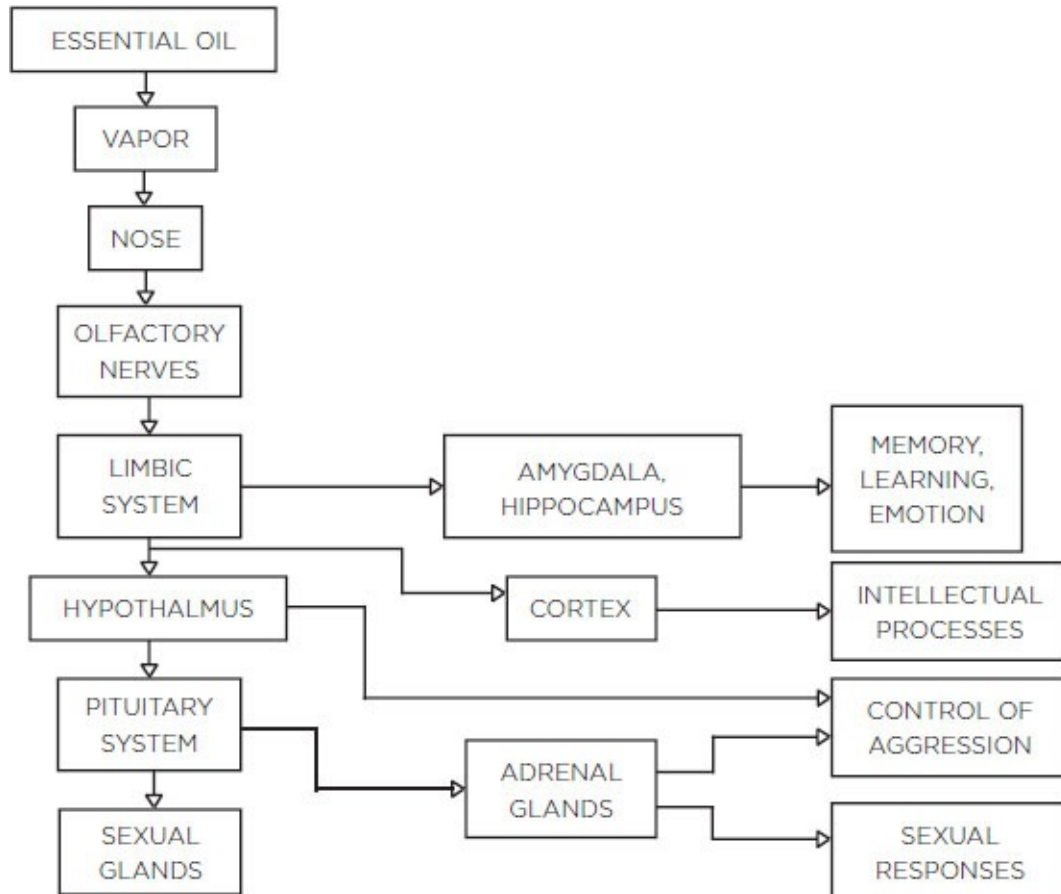 ESSENTIAL OIL
VAPOR
NOSE
OLFACTORY
NERVES
LIMBIC
SYSTEM
AMYGDALA,
HIPPOCAMPUS
MEMORY,
LEARNING,
EMOTION
HYPOTHALMUS
CORTEX
INTELLECTUAL
PROCESSES
PITUITARY
SYSTEM
CONTROL OF
AGGRESSION
ADRENAL
GLANDS
SEXUAL
GLANDS
SEXUAL
RESPONSES